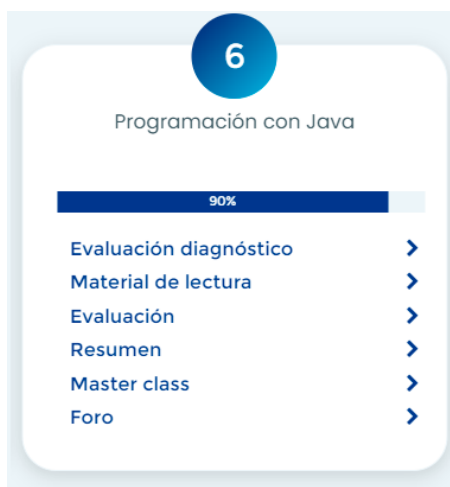 6
Programación con Java
90%
Evaluación diagnóstico
Material de lectura
Evaluación
Resumen
Master class
Foro